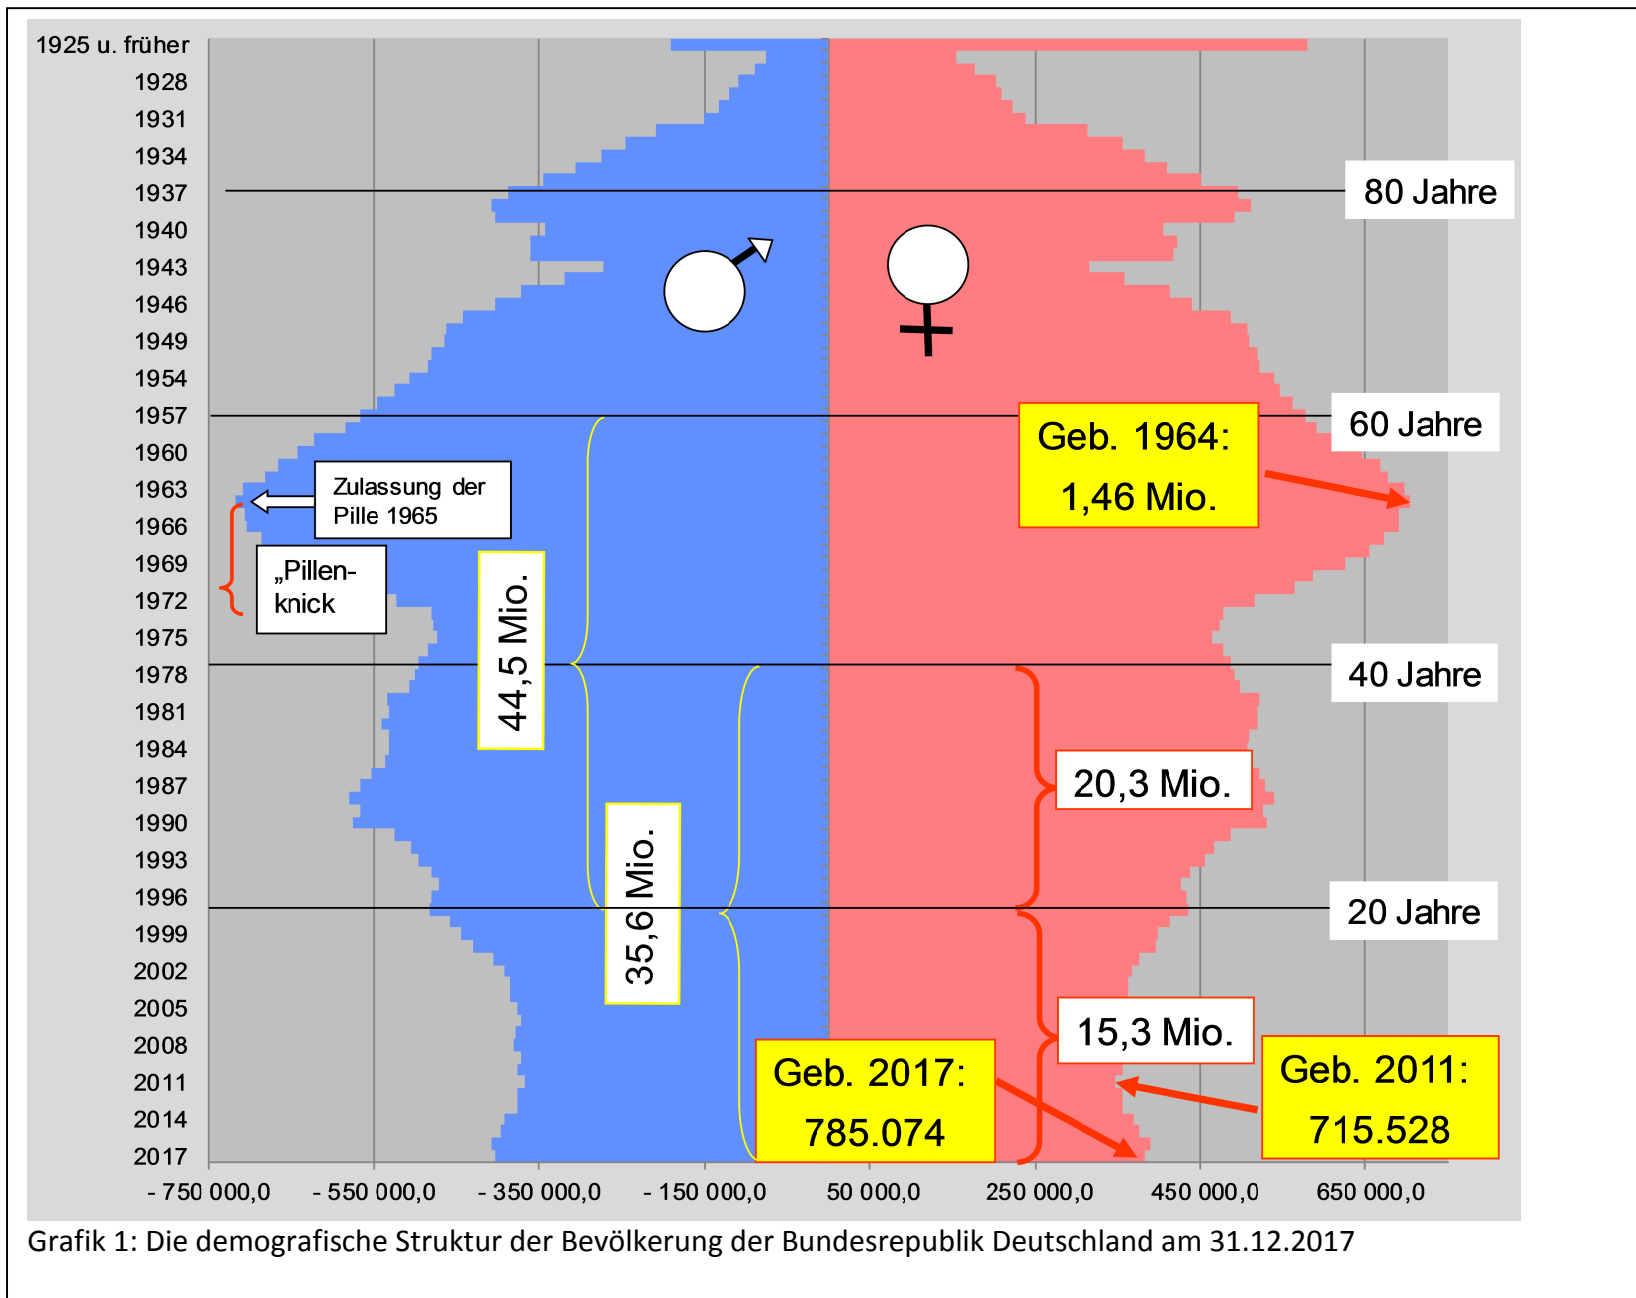 1925 u. früher
1928
1931
1934
1937
1940
1943
1946
1949
1954
1957
1960
1963
1966
1969
1972
1975
1978
1981
1984
1987
1990
1993
1996
1999
2002
2005
2008
2011
2014
2017
80 Jahre
60 Jahre
40 Jahre
20 Jahre
Geb. 1964:
1,46 Mio.
Zulassung der
Pille 1965
„Pillen-
knick
44,5 Mio.
35,6 Mio.
20,3 Mio.
15,3 Mio.
Geb. 2017:
785.074
Geb. 2011:
715.528
- 750 000,0 - 550 000,0 - 350 000,0 - 150 000,0 50 000,0 250 000,0 450 000,0 650 000,0
Grafik 1: Die demografische Struktur der Bevölkerung der Bundesrepublik Deutschland am 31.12.2017